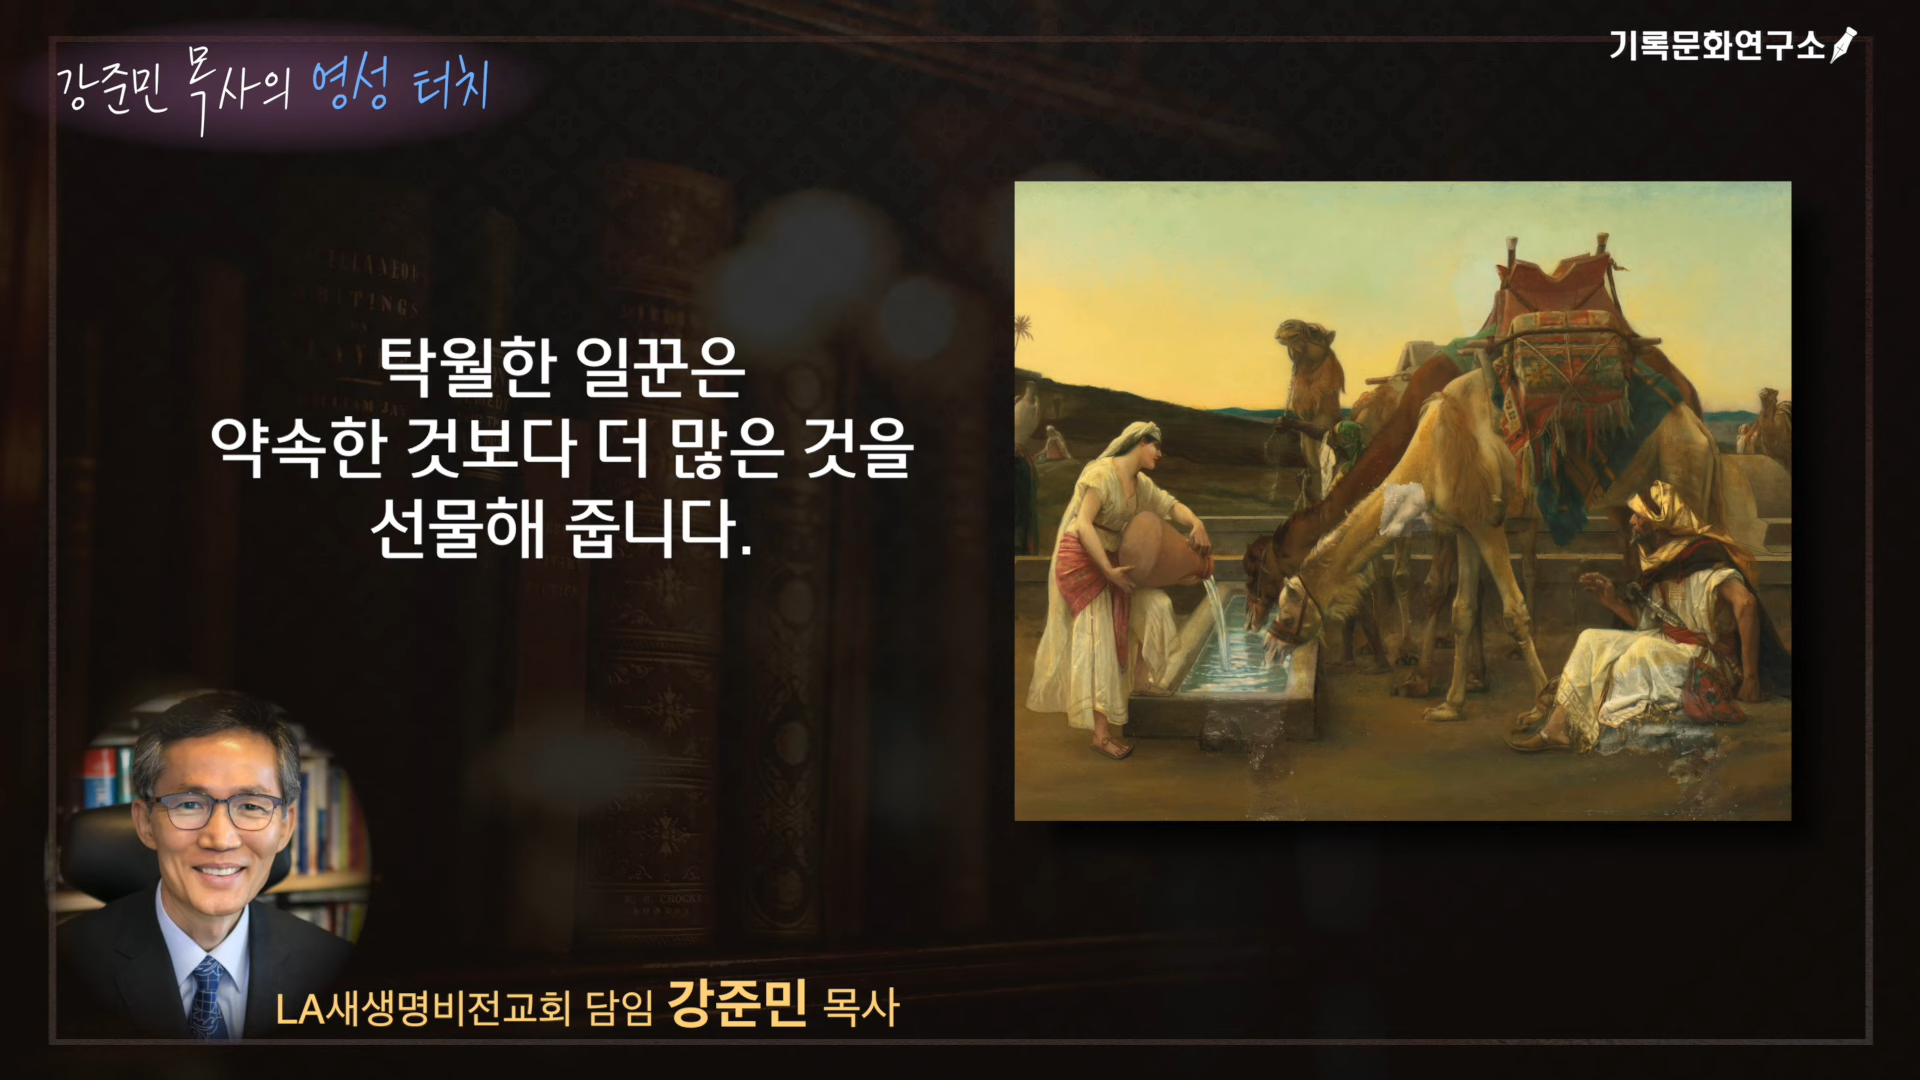 강준민 목사의 영성 터치
기록문화연구소
탁월한 일꾼은
약속한 것보다 더 많은 것을
선물해 줍니다.
LA새생명비전교회 담임 강준민 목사